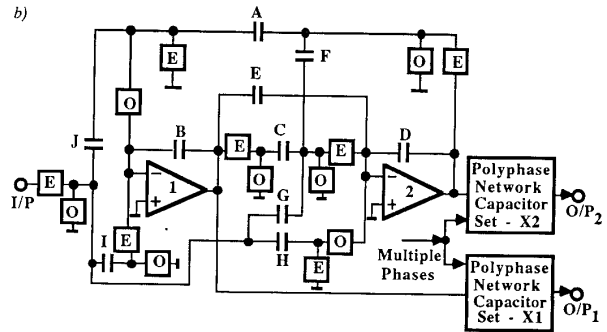 b)
A
E
F
O
E
E
O
J
B
E
C
E
D
O
O
I/P
E
O
−
+
1
−
+
2
G
H
O
E
E
I
O
Multiple
Phases
Polyphase
Network
Capacitor
Set - X2
O/P2
Polyphase
Network
Capacitor
Set - X1
O/P1